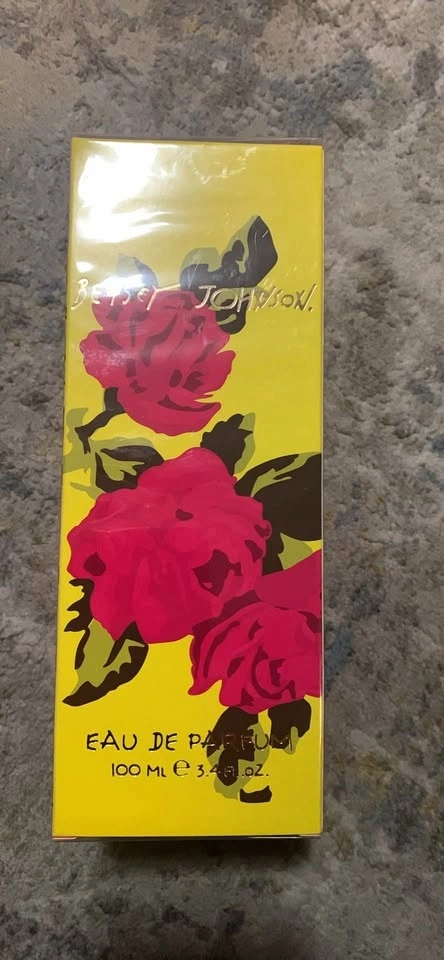 BETSEY JOHNSON.
EAU DE PARFUM
100 ML e 3.4 fl.oz.